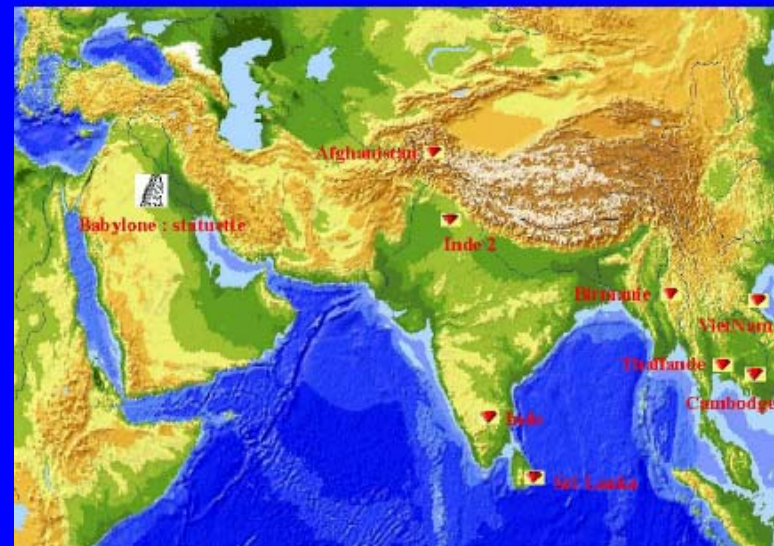 Afghanistan
Babylone : statuette
Inde 2
Birmanie
VietNam
Thaïlande
Cambodge
Inde
Sri Lanka